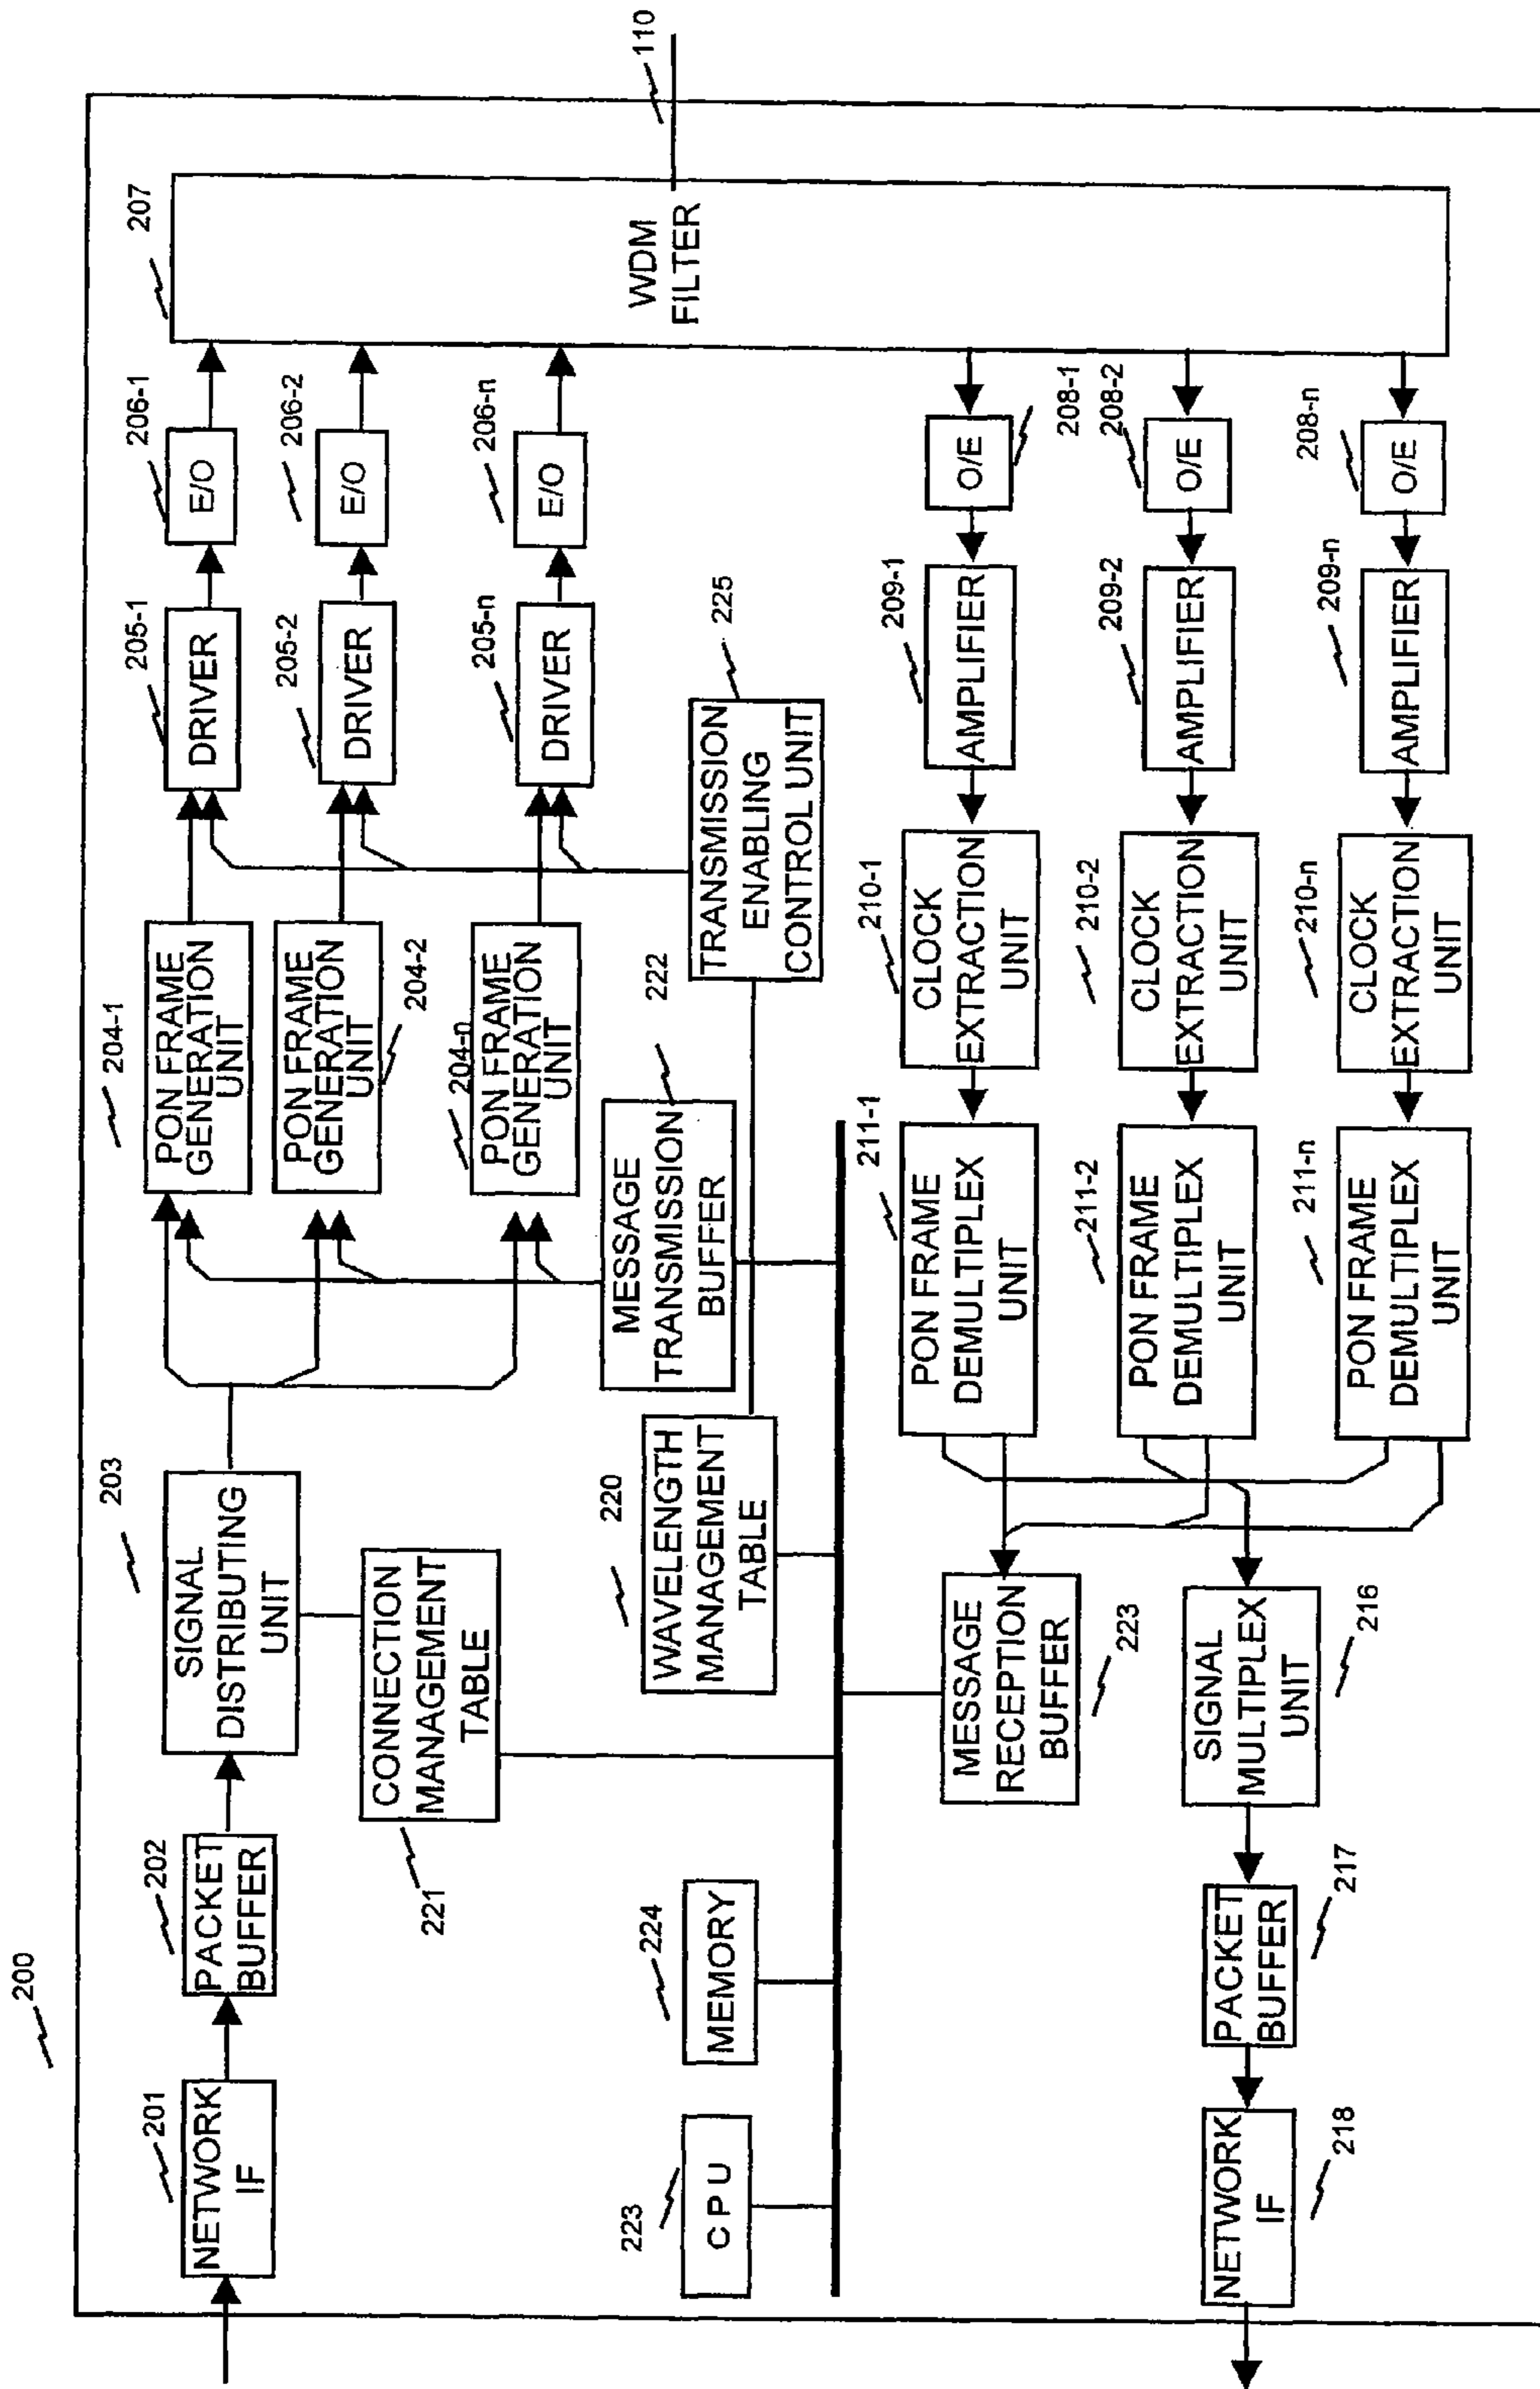 200
201
NETWORK
IF
202
PACKET
BUFFER
203
SIGNAL
DISTRIBUTING
UNIT
221
CONNECTION
MANAGEMENT
TABLE
204-1
PON FRAME
GENERATION
UNIT
204-2
PON FRAME
GENERATION
UNIT
204-n
PON FRAME
GENERATION
UNIT
205-1
DRIVER
205-2
DRIVER
205-n
DRIVER
206-1
E/O
206-2
E/O
206-n
E/O
207
WDM
FILTER
110
220
WAVELENGTH
MANAGEMENT
TABLE
222
MESSAGE
TRANSMISSION
BUFFER
225
TRANSMISSION
ENABLING
CONTROL UNIT
223
CPU
224
MEMORY
208-1
O/E
208-2
O/E
208-n
O/E
209-1
AMPLIFIER
209-2
AMPLIFIER
209-n
AMPLIFIER
210-1
CLOCK
EXTRACTION
UNIT
210-2
CLOCK
EXTRACTION
UNIT
210-n
CLOCK
EXTRACTION
UNIT
211-1
PON FRAME
DEMULTIPLEX
UNIT
211-2
PON FRAME
DEMULTIPLEX
UNIT
211-n
PON FRAME
DEMULTIPLEX
UNIT
MESSAGE
RECEPTION
BUFFER
223
SIGNAL
MULTIPLEX
UNIT
216
PACKET
BUFFER
217
NETWORK
IF
218